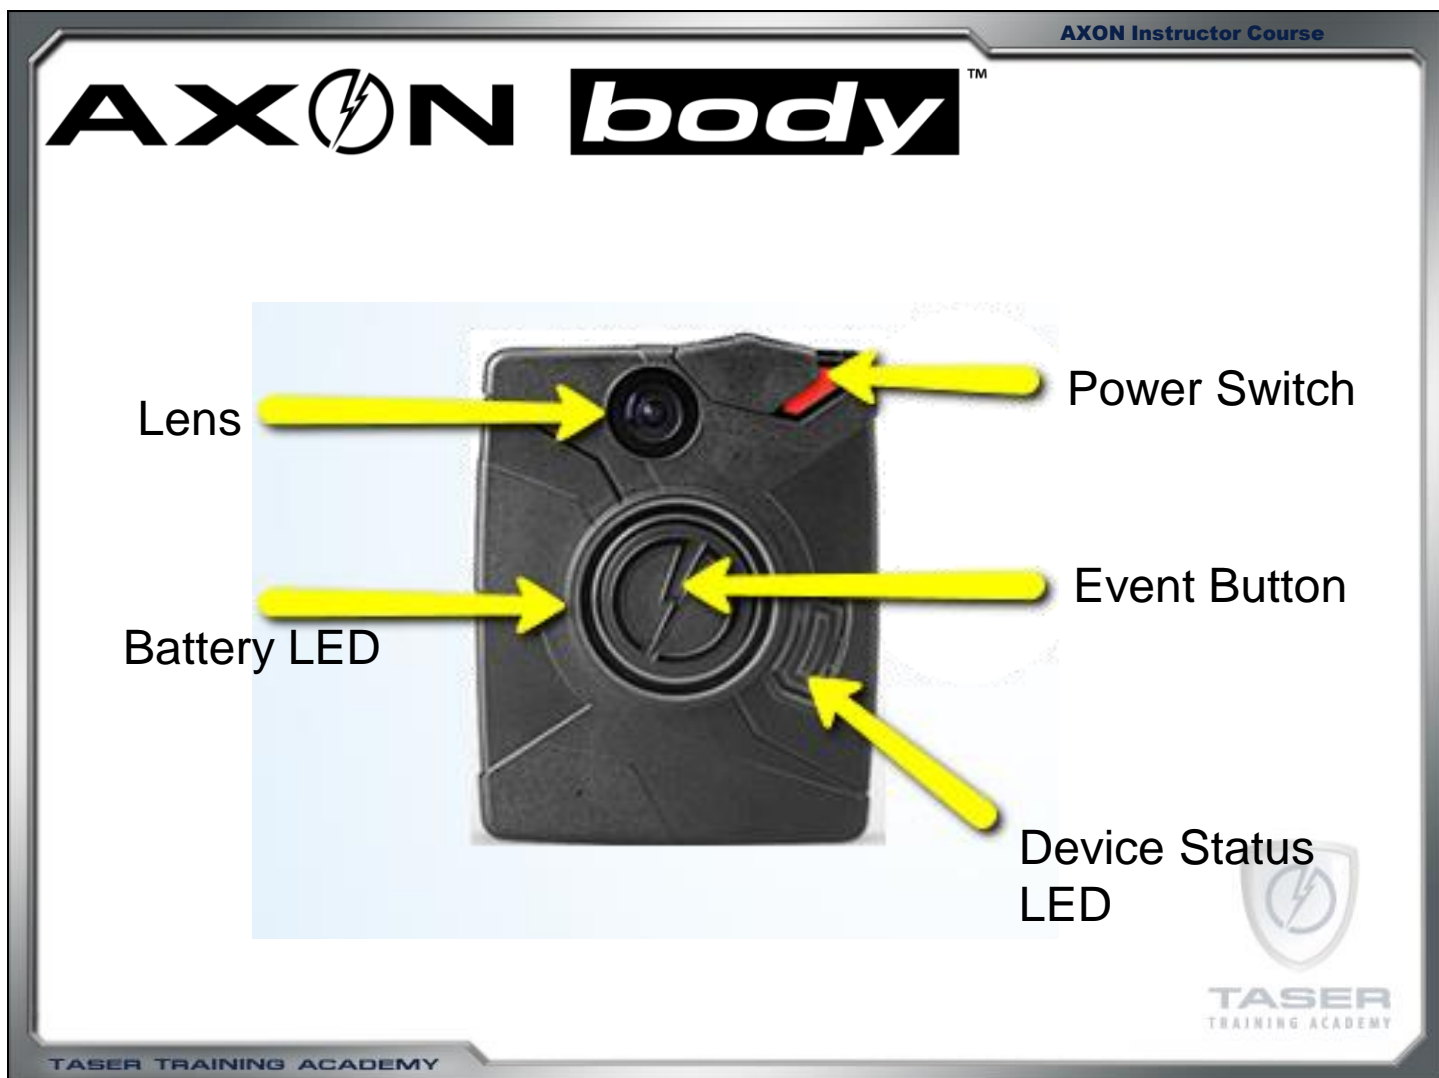 AXON Instructor Course
AXON body™
Lens
Power Switch
Event Button
Battery LED
Device Status
LED
TASER
TRAINING ACADEMY
TASER TRAINING ACADEMY